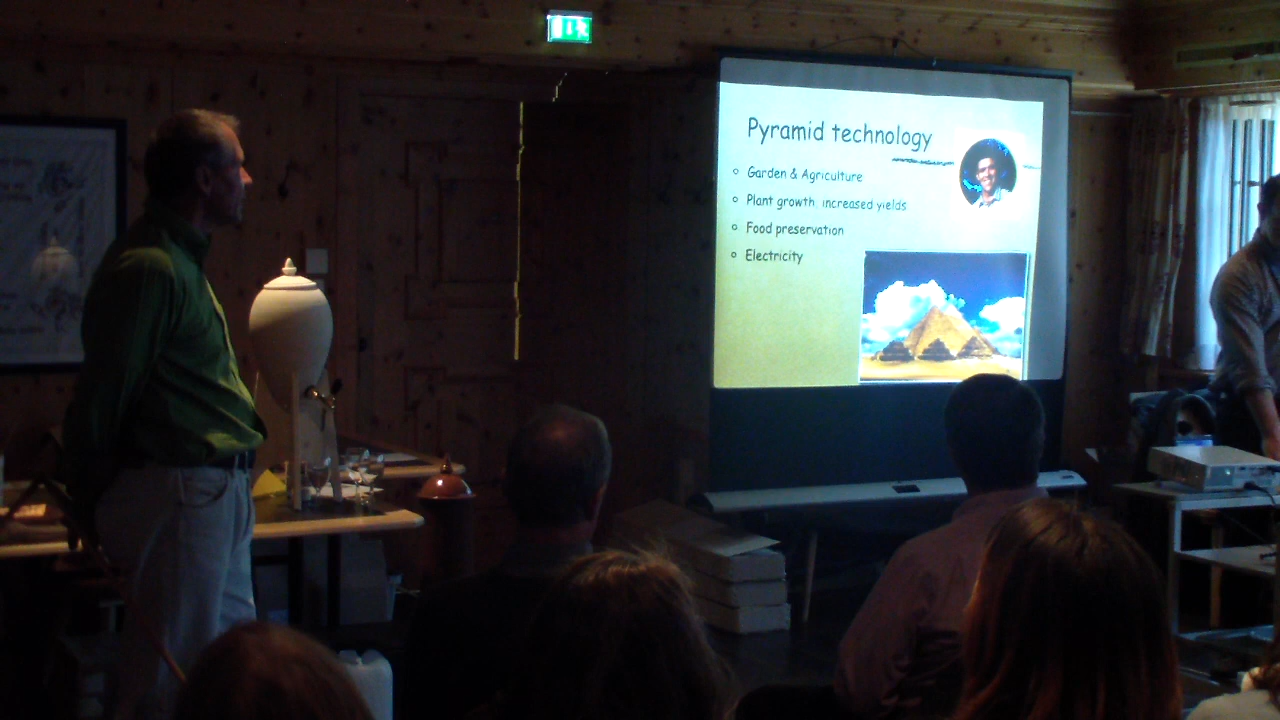 Pyramid technology
Garden & Agriculture
Plant growth, increased yields
Food preservation
Electricity